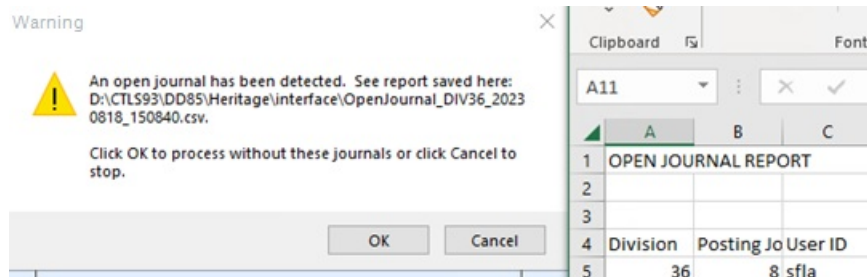 Warning
An open journal has been detected.  See report saved here:
D:\CTLS93\DD85\Heritage\interface\OpenJournal_DIV36_2023
0818_150840.csv.
Click OK to process without these journals or click Cancel to
stop.
OK Cancel
Clipboard Font
A11
A B C
1 OPEN JOURNAL REPORT
2
3
4 Division Posting Jo User ID
5 36 8 sfla